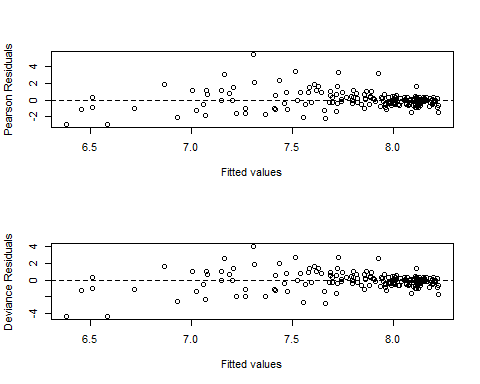 Pearson Residuals
4
2
0
-2
6.5 7.0 7.5 8.0
Fitted values
Deviance Residuals
4
2
0
-4
6.5 7.0 7.5 8.0
Fitted values